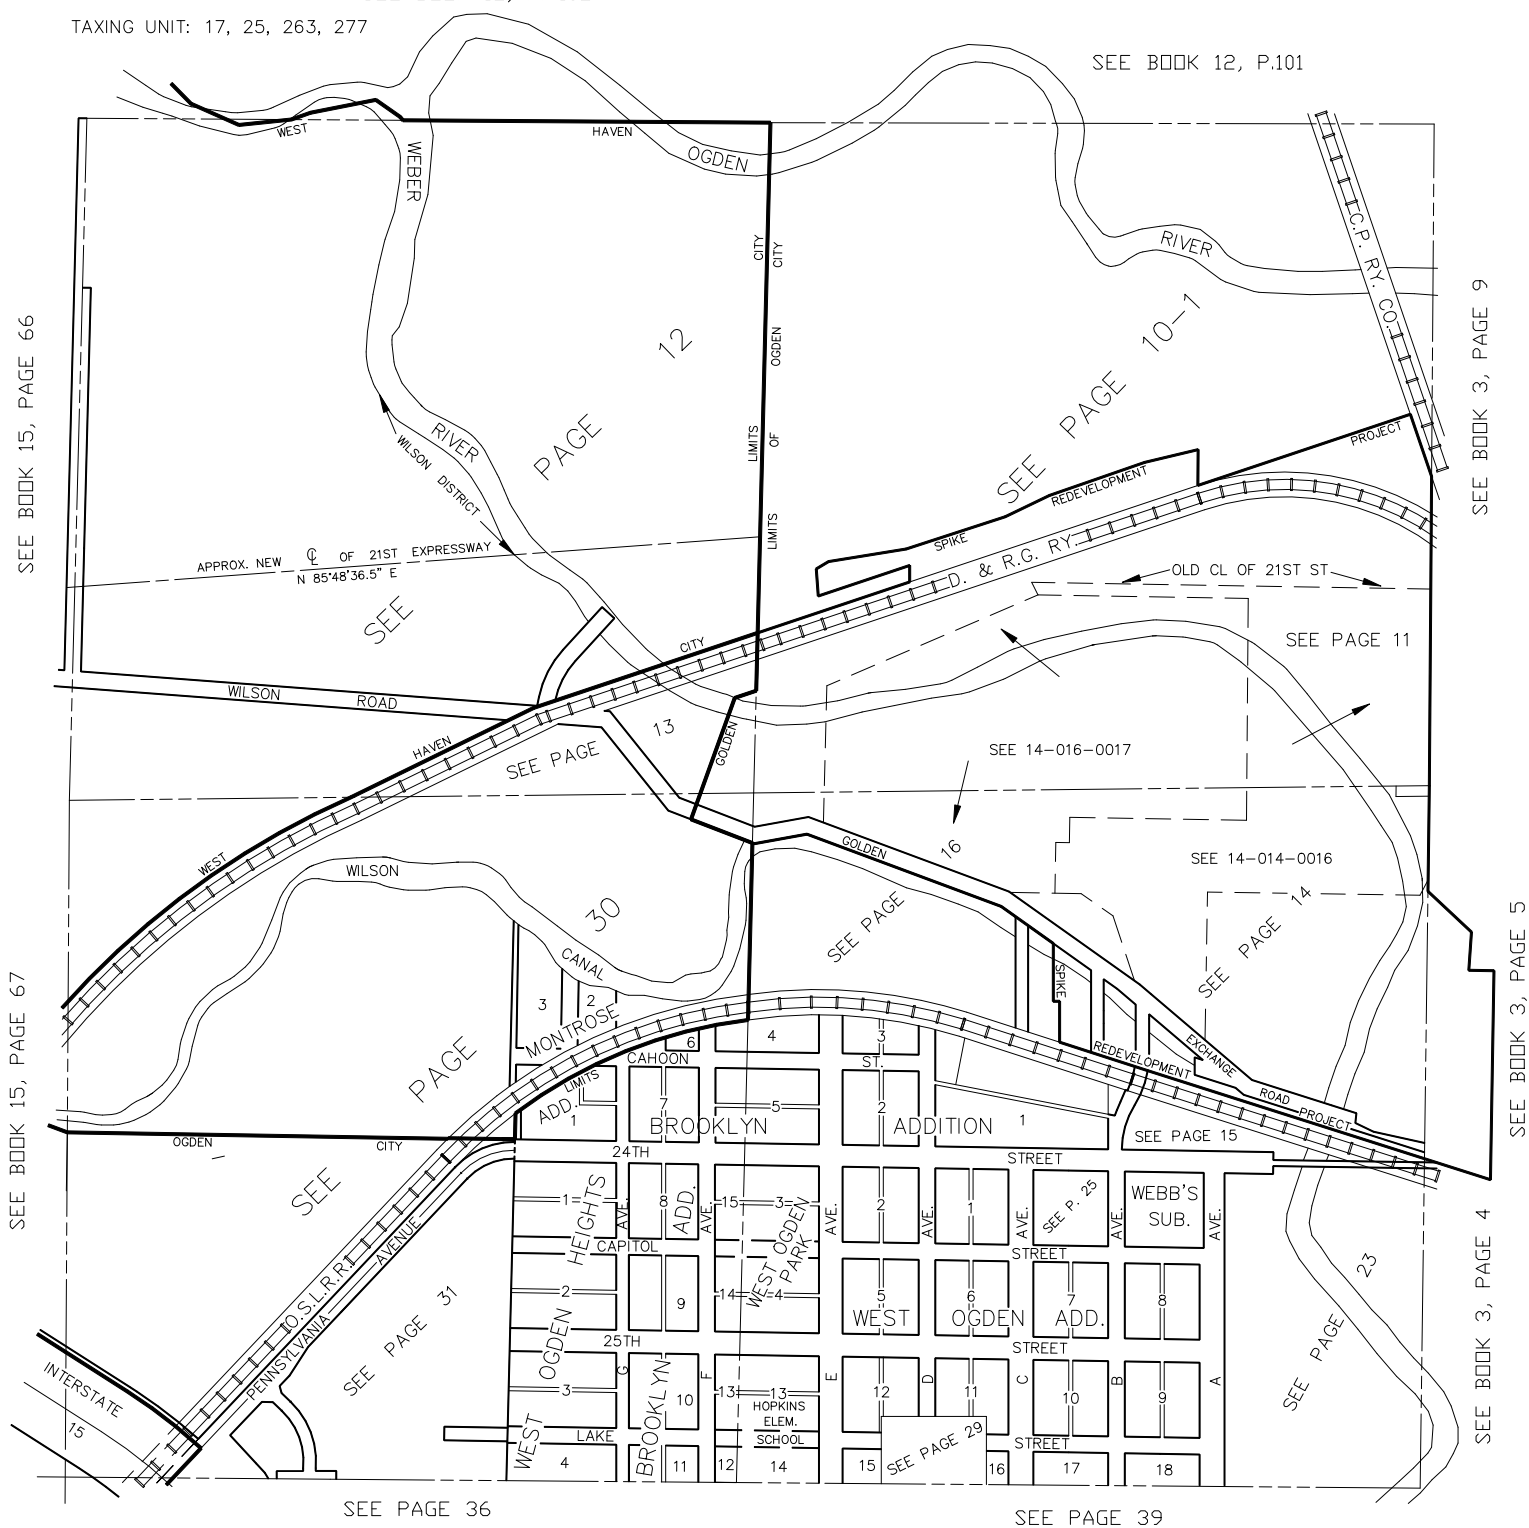 TAXING UNIT: 17, 25, 263, 277
SEE BOOK 12, P.101
WEST
HAVEN
OGDEN
WEBER
RIVER
C.P. RY. CO.
CITY
CITY
OGDEN
LIMITS
OF
LIMITS
SEE BOOK 15, PAGE 66
SEE BOOK 3, PAGE 9
SEE PAGE 12
SEE PAGE 10-1
RIVER
WILSON DISTRICT
PROJECT
REDEVELOPMENT
SPIKE
D. & R.G. RY.
APPROX. NEW ℄ OF 21ST EXPRESSWAY
N 85°48'36.5" E
OLD CL OF 21ST ST
SEE PAGE 11
CITY
WILSON ROAD
HAVEN
WEST
13
SEE PAGE
GOLDEN
SEE 14-016-0017
GOLDEN
16
SEE PAGE
SEE 14-014-0016
SEE PAGE 14
WILSON
CANAL
30
SEE PAGE
SEE BOOK 15, PAGE 67
SEE BOOK 3, PAGE 5
SPIKE
3
2
MONTROSE
ADD.
6
4
3
CAHOON
ST.
LIMITS
REDEVELOPMENT
EXCHANGE
ROAD
PROJECT
1
7
5
2
1
BROOKLYN ADDITION
SEE PAGE 15
OGDEN
CITY
24TH
STREET
1
8
15
3
2
1
SEE P. 25
WEBB'S
SUB.
HEIGHTS
AVE.
ADD.
AVE.
WEST OGDEN
PARK
AVE.
AVE.
AVE.
AVE.
AVE.
CAPITOL
STREET
O.S.L.R.R.
PENNSYLVANIA
AVENUE
SEE PAGE 31
2
9
14
4
5
6
7
8
WEST OGDEN ADD.
SEE PAGE 23
SEE BOOK 3, PAGE 4
25TH
STREET
WEST
OGDEN
BROOKLYN
G
F
E
D
C
B
A
3
10
13
13
12
11
10
9
HOPKINS
ELEM.
SCHOOL
INTERSTATE
15
LAKE
STREET
SEE PAGE 29
4
11
12
14
15
16
17
18
SEE PAGE 36
SEE PAGE 39